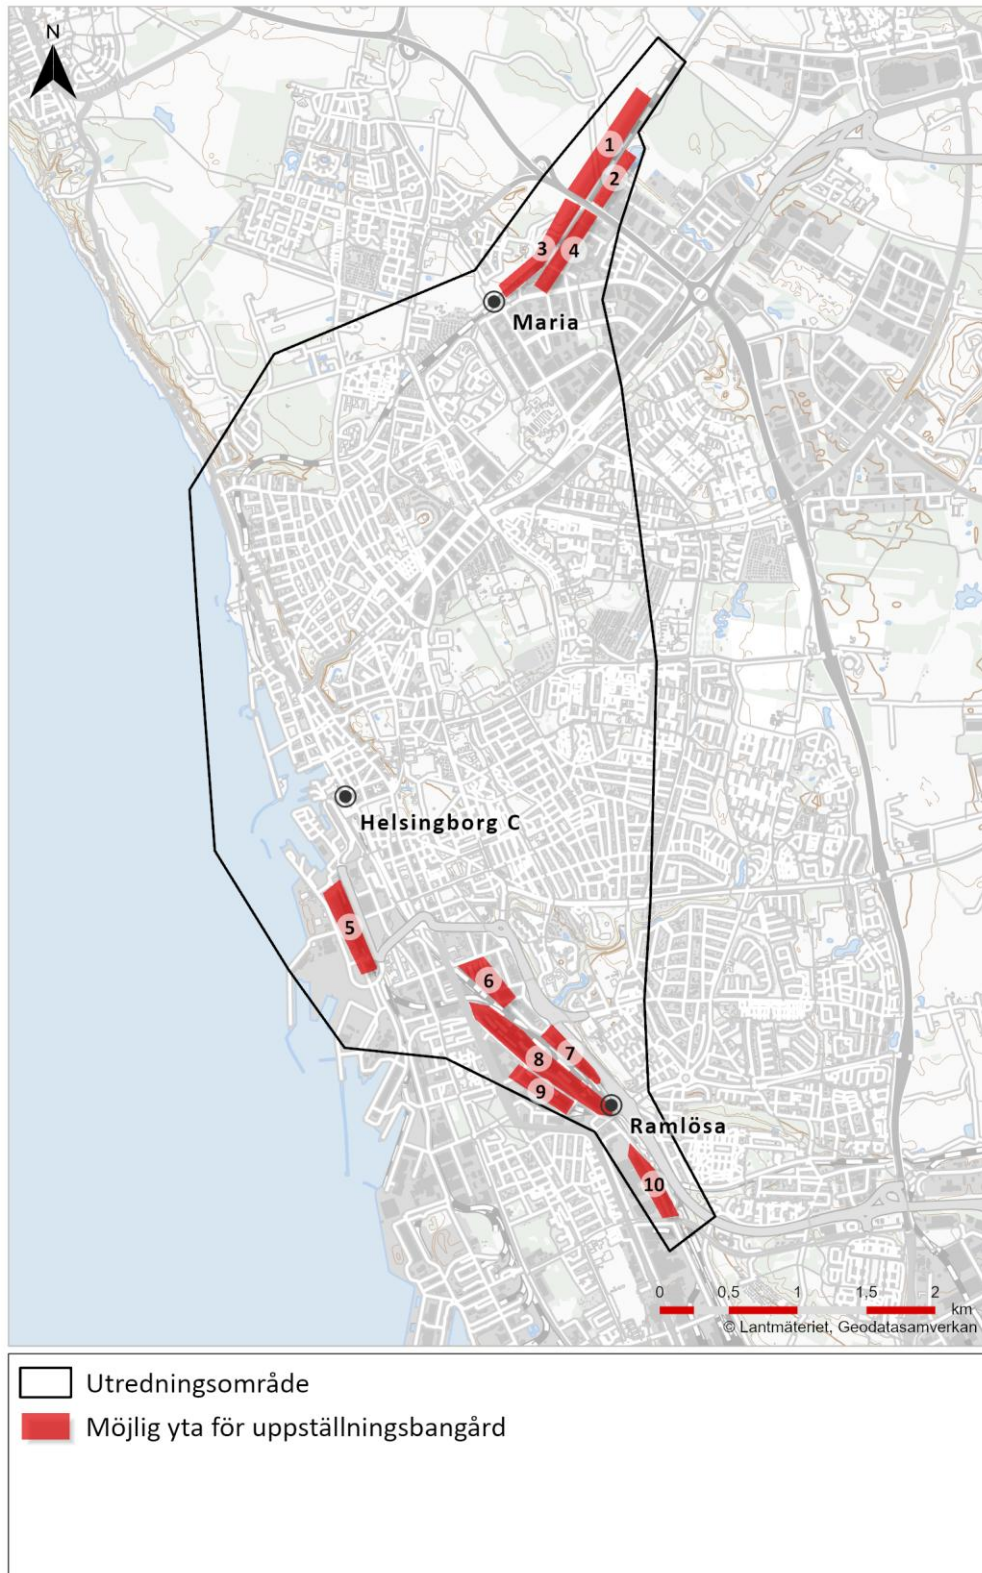 N
1
2
3
4
Maria
Helsingborg C
5
6
7
8
9
Ramlösa
10
0 0,5 1 1,5 2
km
© Lantmäteriet, Geodatasamverkan
Utredningsområde
Möjlig yta för uppställningsbangård